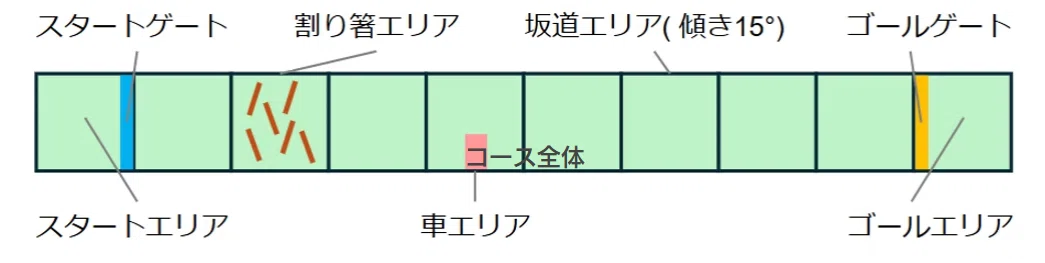 スタートゲート
割り箸エリア
坂道エリア( 傾き15°)
ゴールゲート
コース全体
スタートエリア
車エリア
ゴールエリア